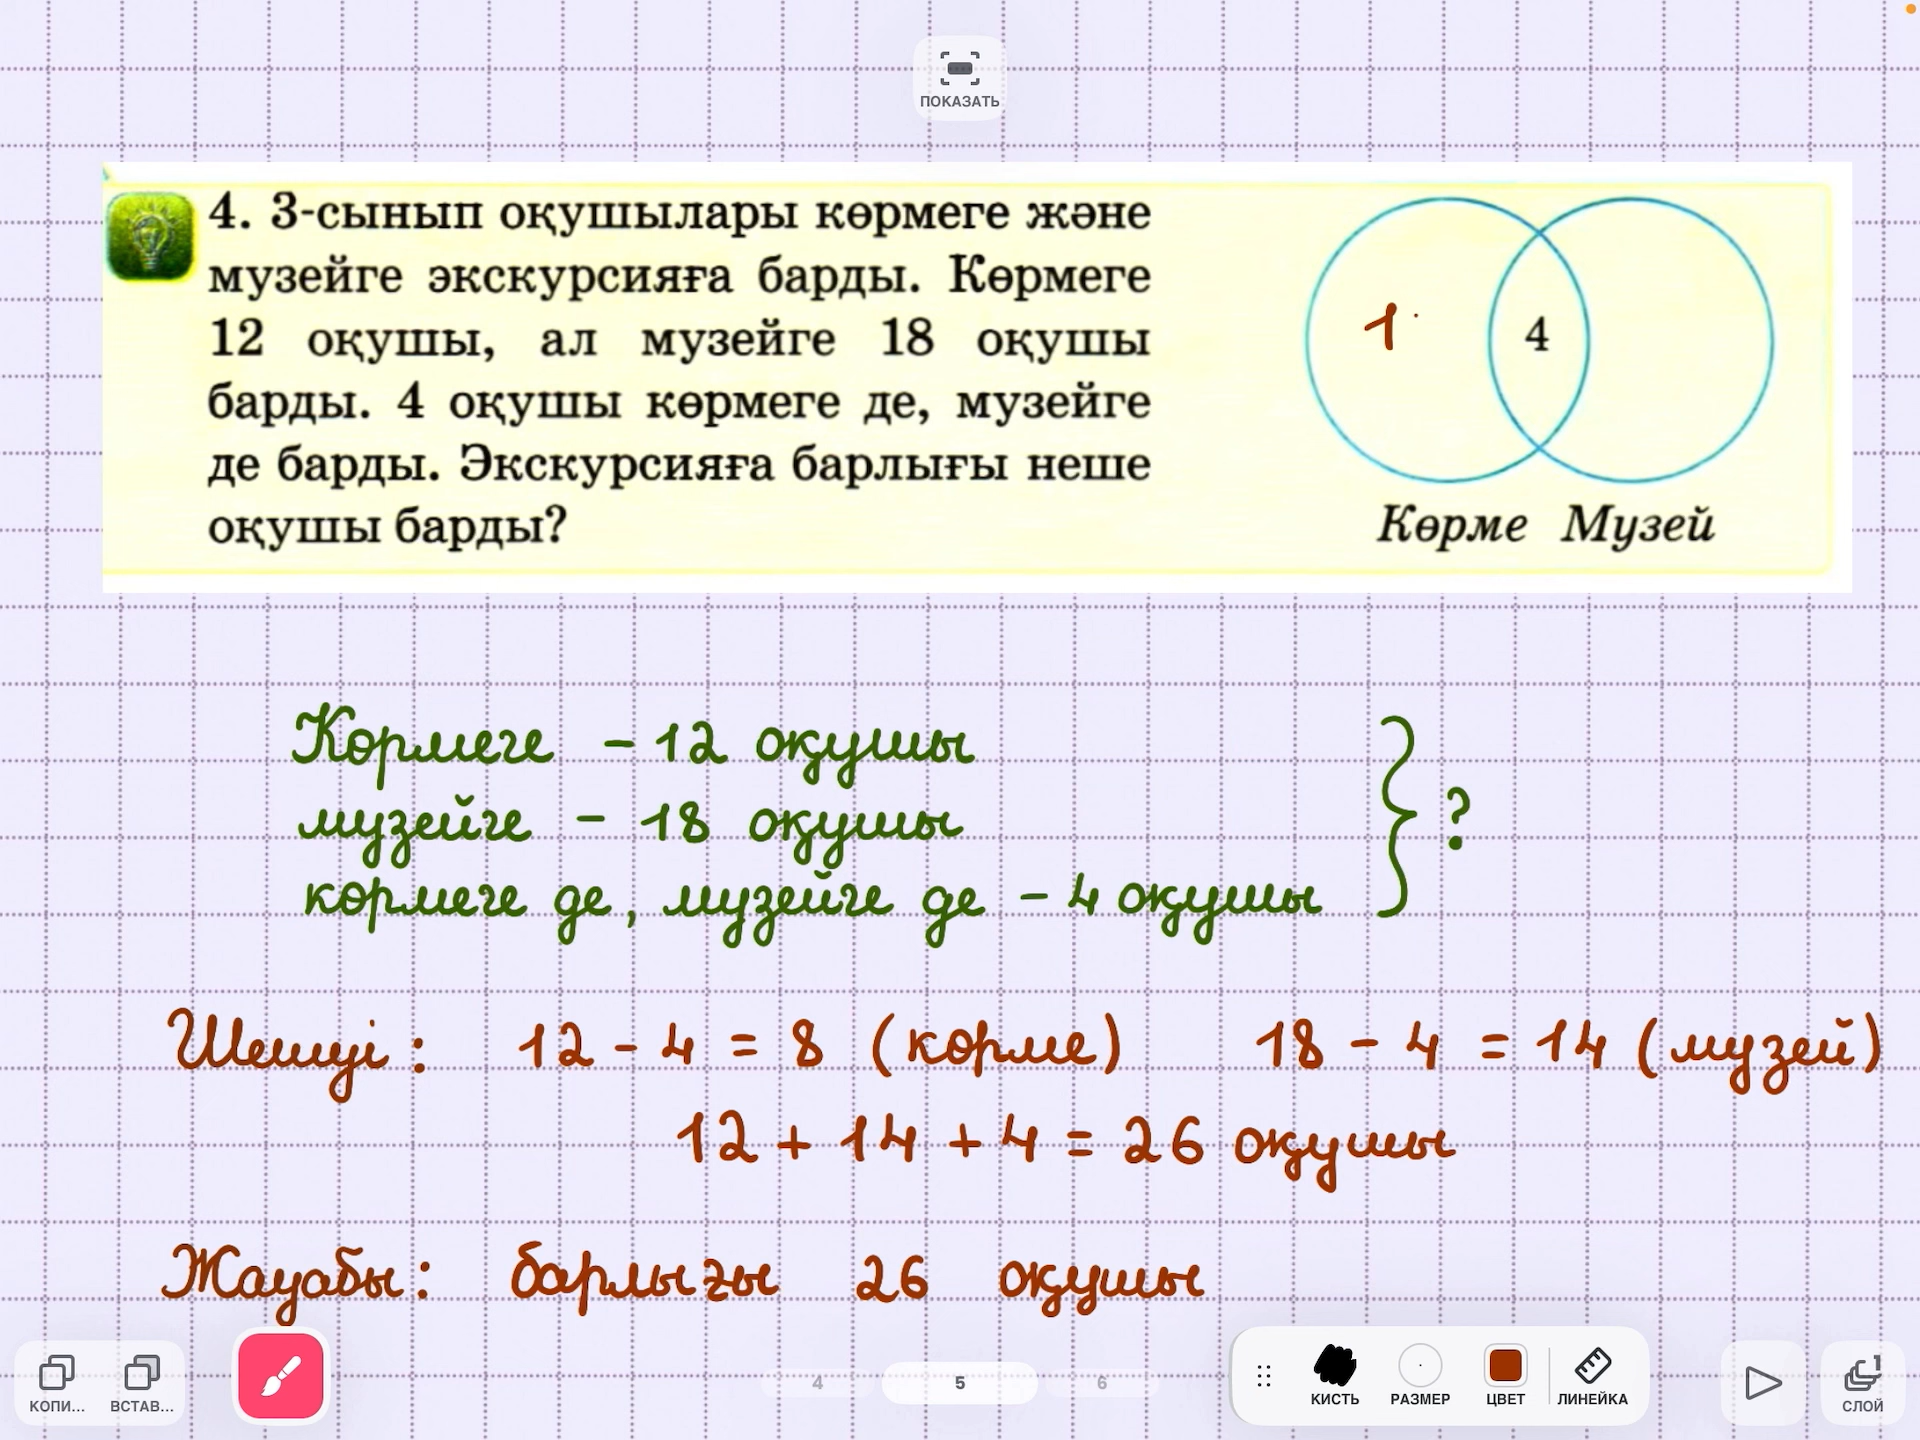 ПОКАЗАТЬ
4. 3-сынып оқушылары көрмеге және
музейге экскурсияға барды. Көрмеге
12 оқушы, ал музейге 18 оқушы
барды. 4 оқушы көрмеге де, музейге
де барды. Экскурсияға барлығы неше
оқушы барды?
1 4
Көрме Музей
Көрмеге – 12 оқушы
музейге – 18 оқушы
көрмеге де, музейге де – 4 оқушы
?
Шешуі: 12 - 4 = 8 (көрме) 18 - 4 = 14 (музей)
12 + 14 + 4 = 26 оқушы
Жауабы: барлығы 26 оқушы
КОПИ... ВСТАВ... 4 5 6 КИСТЬ РАЗМЕР ЦВЕТ ЛИНЕЙКА 1 СЛОЙ